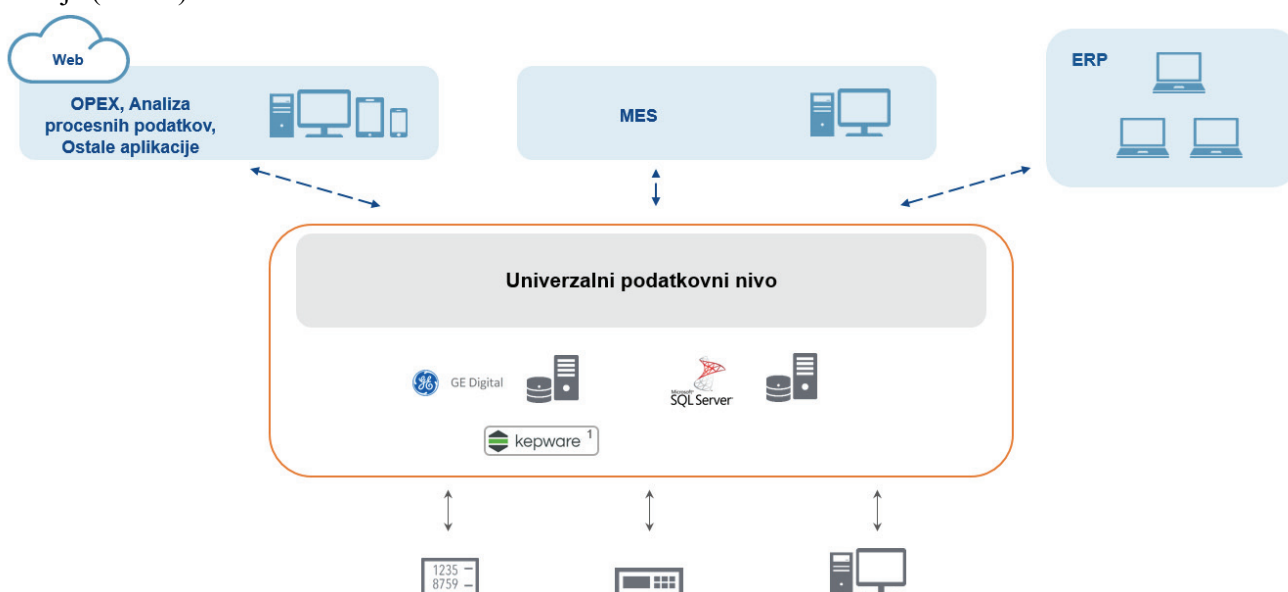 Web
OPEX, Analiza
procesnih podatkov,
Ostale aplikacije
MES
ERP
Univerzalni podatkovni nivo
GE Digital
Microsoft
SQL Server
kepware 1
1235
8759